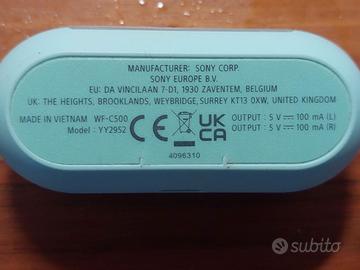 MANUFACTURER: SONY CORP.
SONY EUROPE B.V.
EU: DA VINCILAAN 7-D1, 1930 ZAVENTEM, BELGIUM
UK: THE HEIGHTS, BROOKLANDS, WEYBRIDGE, SURREY KT13 0XW, UNITED KINGDOM
MADE IN VIETNAM WF-C500 CE UK CA OUTPUT : 5 V ⎓ 100 mA (L)
Model : YY2952 OUTPUT : 5 V ⎓ 100 mA (R)
4096310
subito